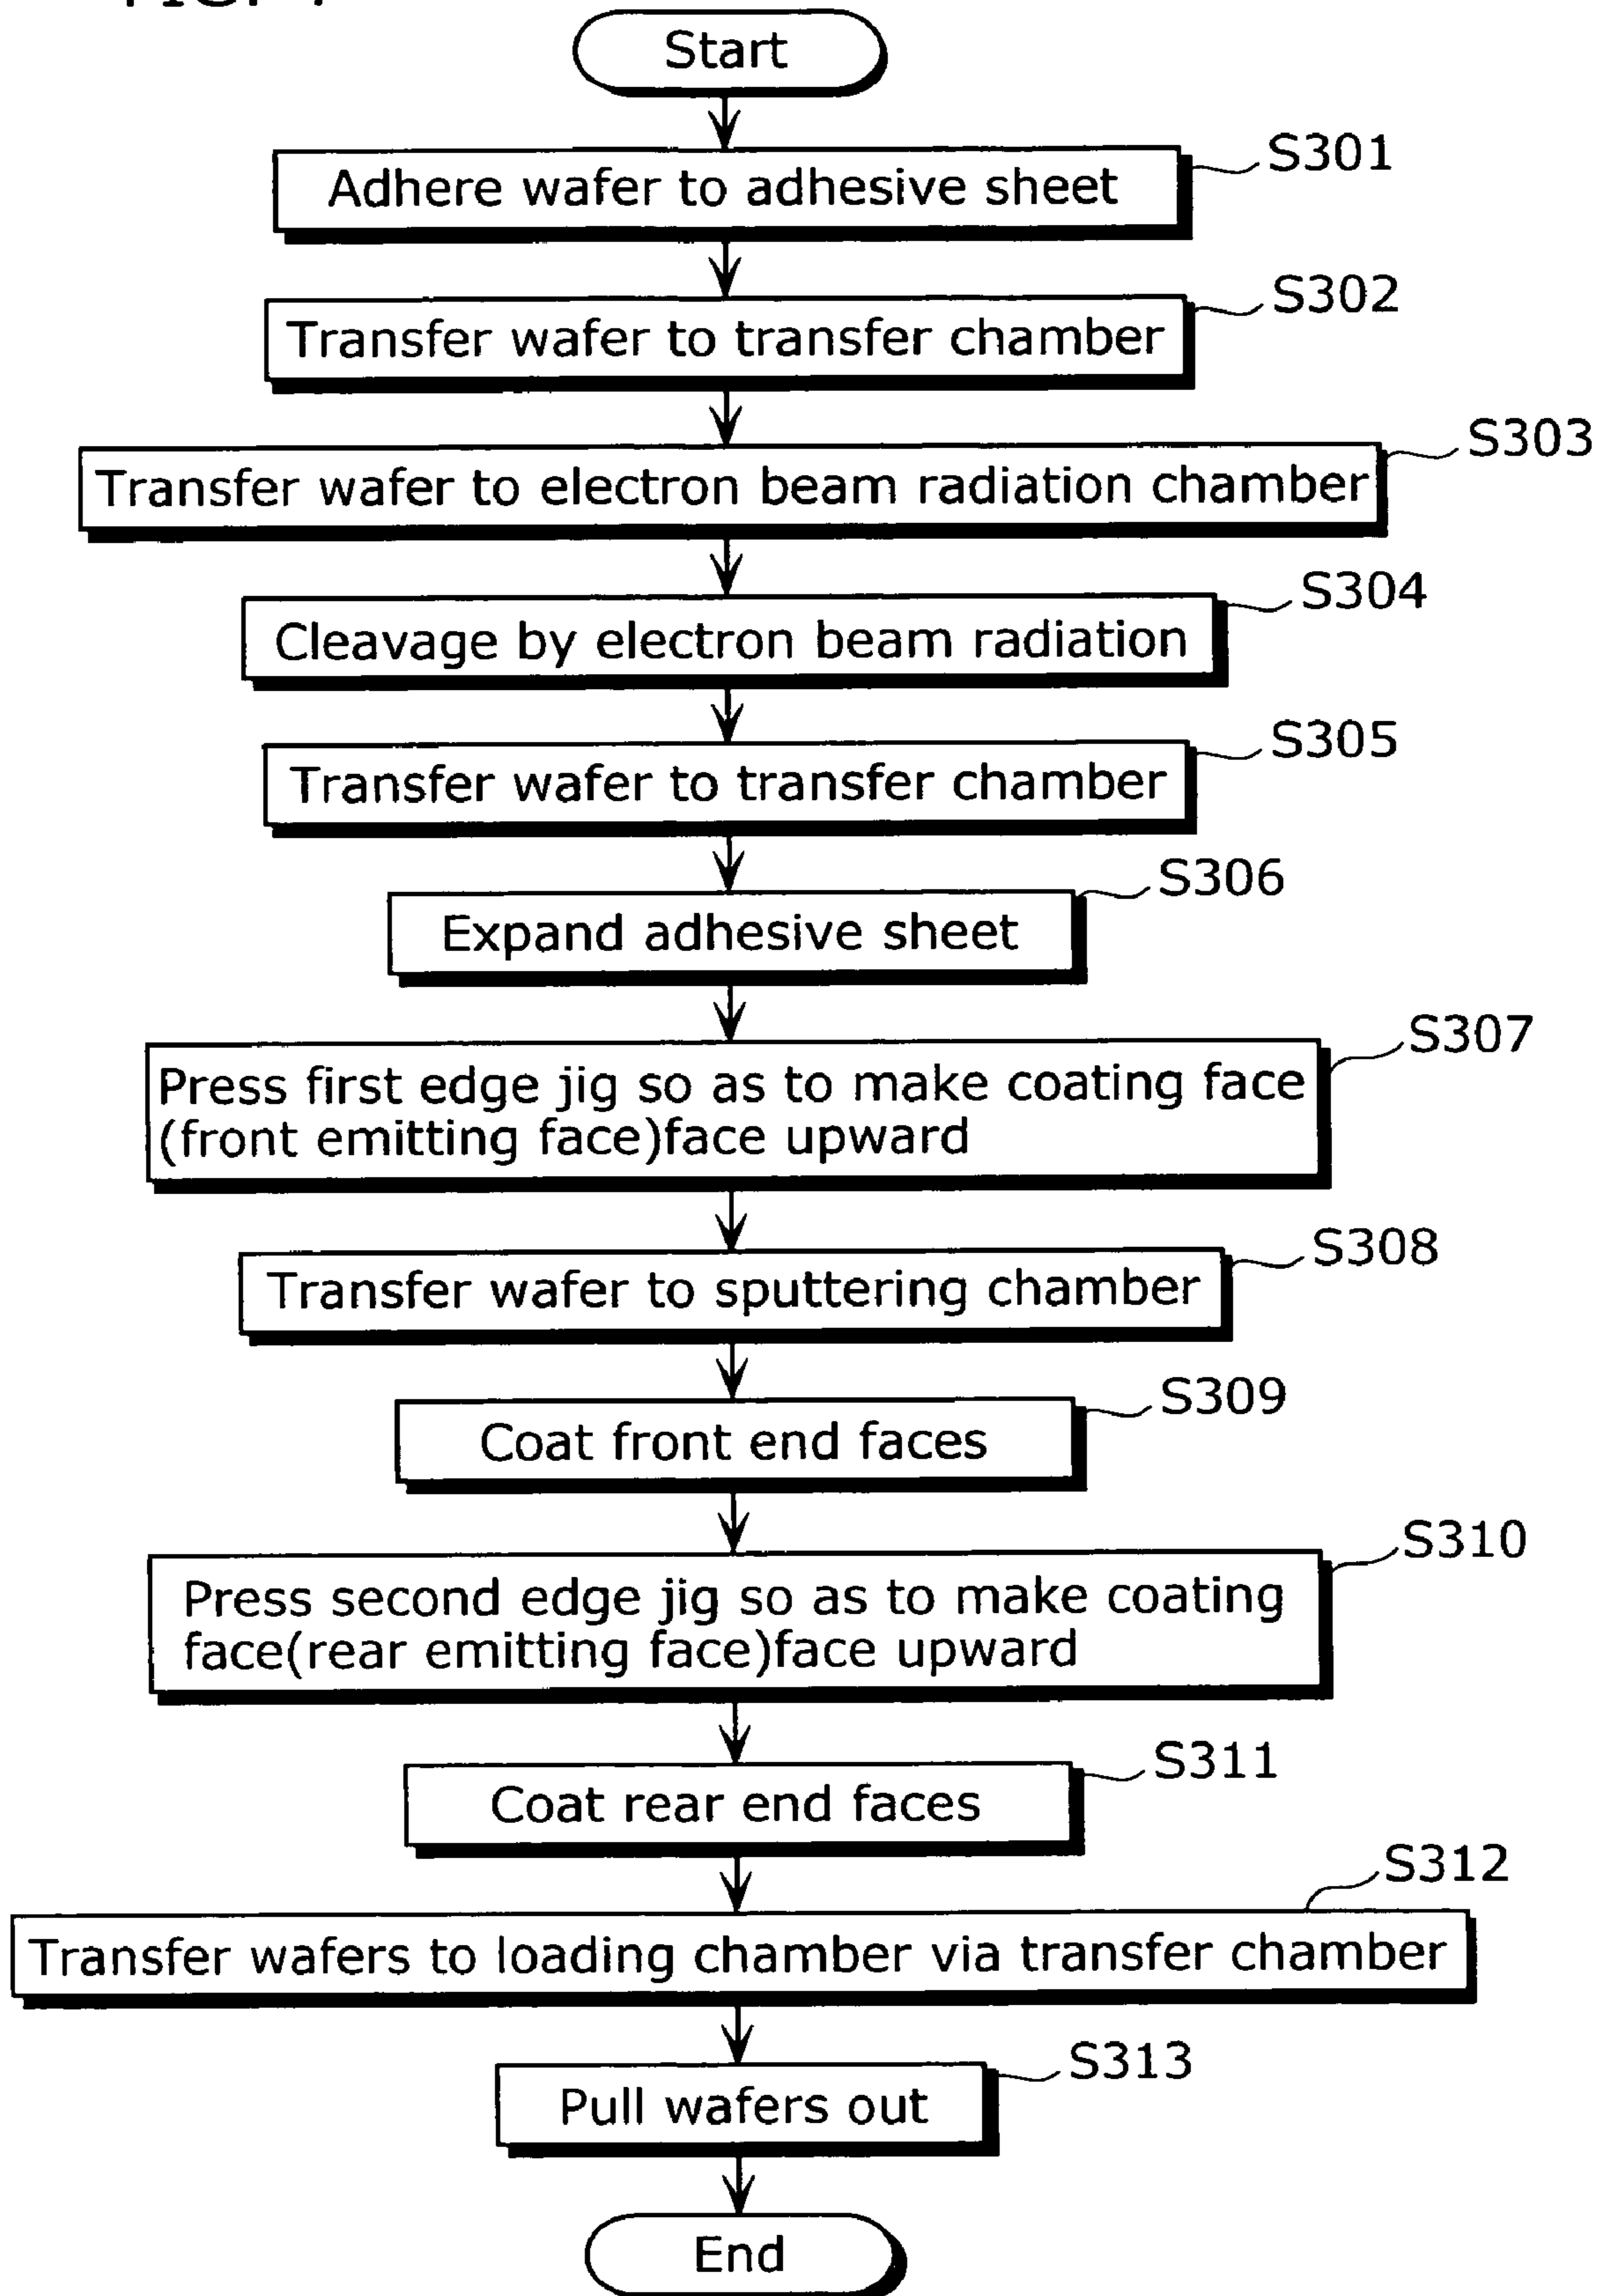 Start
S301
Adhere wafer to adhesive sheet
S302
Transfer wafer to transfer chamber
S303
Transfer wafer to electron beam radiation chamber
S304
Cleavage by electron beam radiation
S305
Transfer wafer to transfer chamber
S306
Expand adhesive sheet
S307
Press first edge jig so as to make coating face
(front emitting face)face upward
S308
Transfer wafer to sputtering chamber
S309
Coat front end faces
S310
Press second edge jig so as to make coating
face(rear emitting face)face upward
S311
Coat rear end faces
S312
Transfer wafers to loading chamber via transfer chamber
S313
Pull wafers out
End